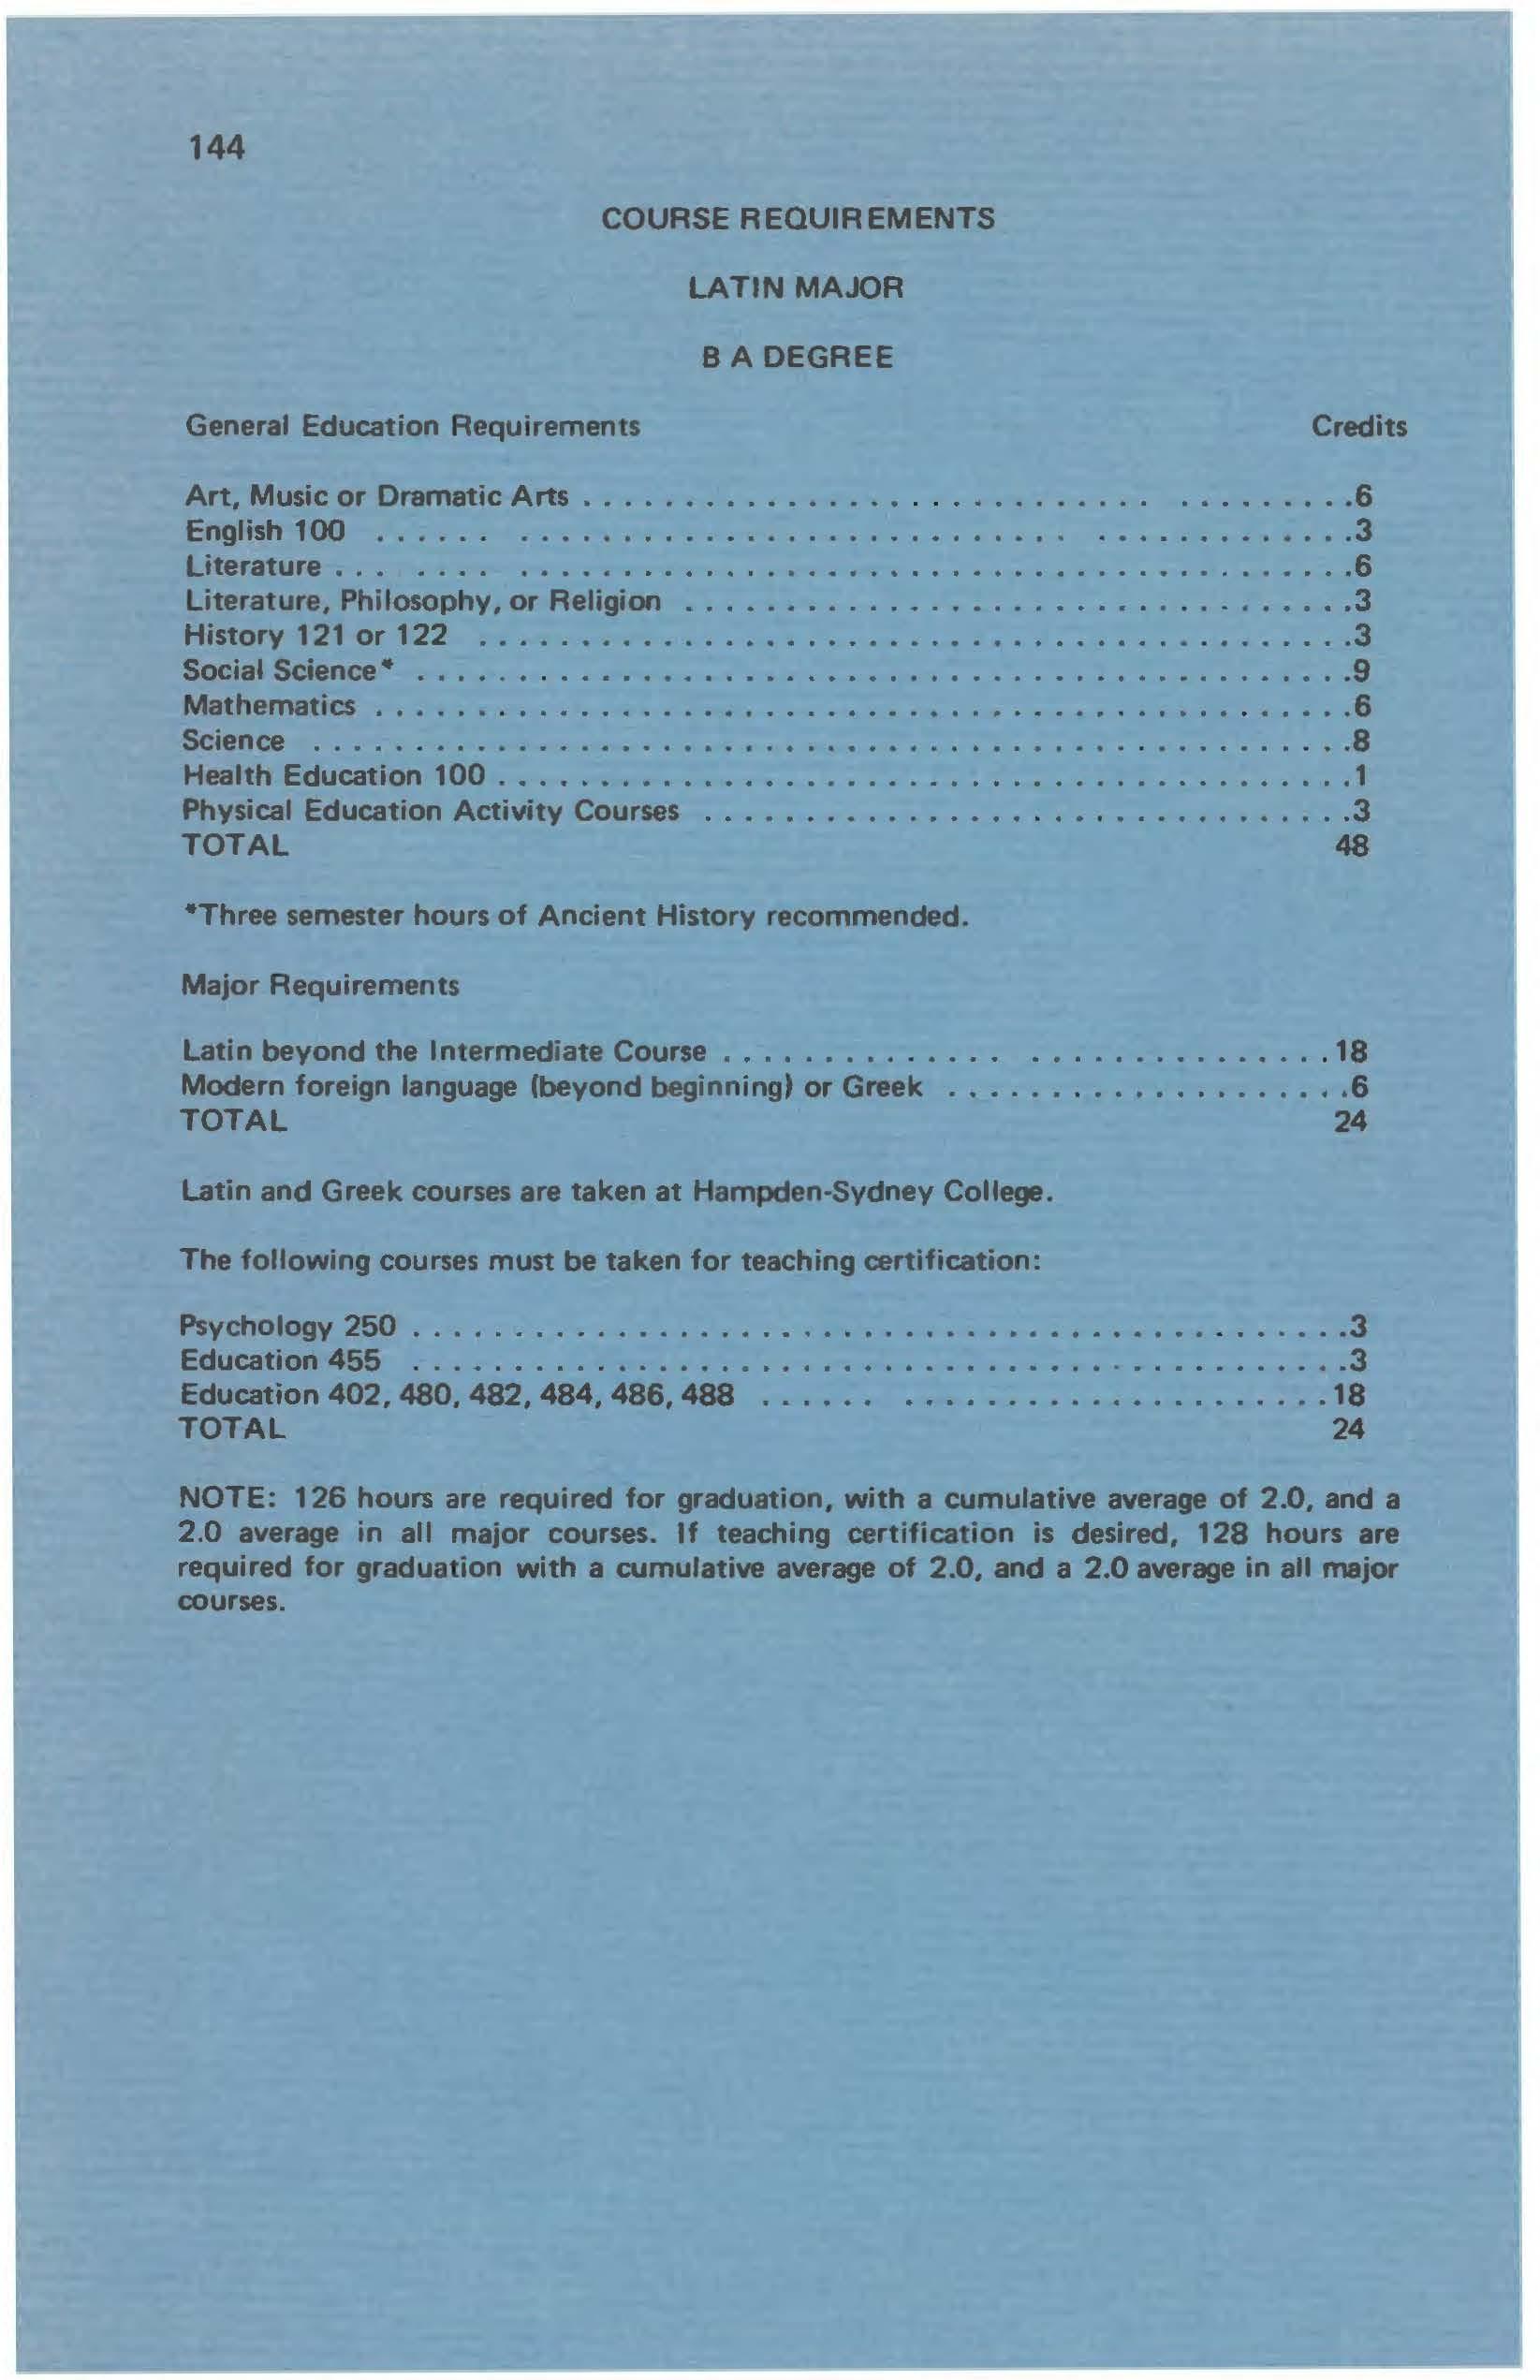 144
COURSE REQUIREMENTS
LATIN MAJOR
B A DEGREE
General Education Requirements Credits
Art, Music or Dramatic Arts . . . . . . . . . . . . . . . . . . . . . . . . . . . . . . . . . . . . .6
English 100 . . . . . . . . . . . . . . . . . . . . . . . . . . . . . . . . . . . . . . . . . . . . . .3
Literature . . . . . . . . . . . . . . . . . . . . . . . . . . . . . . . . . . . . . . . . . . . . . . .6
Literature, Philosophy, or Religion . . . . . . . . . . . . . . . . . . . . . . . . . . . . . . . . .3
History 121 or 122 . . . . . . . . . . . . . . . . . . . . . . . . . . . . . . . . . . . . . . . . . . .3
Social Science* . . . . . . . . . . . . . . . . . . . . . . . . . . . . . . . . . . . . . . . . . . . . . .9
Mathematics . . . . . . . . . . . . . . . . . . . . . . . . . . . . . . . . . . . . . . . . . . . . . . . .6
Science . . . . . . . . . . . . . . . . . . . . . . . . . . . . . . . . . . . . . . . . . . . . . . . . . . .8
Health Education 100 . . . . . . . . . . . . . . . . . . . . . . . . . . . . . . . . . . . . . . . . . .1
Physical Education Activity Courses . . . . . . . . . . . . . . . . . . . . . . . . . . . . . . . .3
TOTAL 48
*Three semester hours of Ancient History recommended.
Major Requirements
Latin beyond the Intermediate Course . . . . . . . . . . . . . . . . . . . . . . . . . . . . .18
Modern foreign language (beyond beginning) or Greek . . . . . . . . . . . . . . . . . . . .6
TOTAL 24
Latin and Greek courses are taken at Hampden-Sydney College.
The following courses must be taken for teaching certification:
Psychology 250 . . . . . . . . . . . . . . . . . . . . . . . . . . . . . . . . . . . . . . . . . . . . . .3
Education 455 . . . . . . . . . . . . . . . . . . . . . . . . . . . . . . . . . . . . . . . . . . . . . .3
Education 402, 480, 482, 484, 486, 488 . . . . . . . . . . . . . . . . . . . . . . . . . . .18
TOTAL 24
NOTE: 126 hours are required for graduation, with a cumulative average of 2.0, and a
2.0 average in all major courses. If teaching certification is desired, 128 hours are
required for graduation with a cumulative average of 2.0, and a 2.0 average in all major
courses.